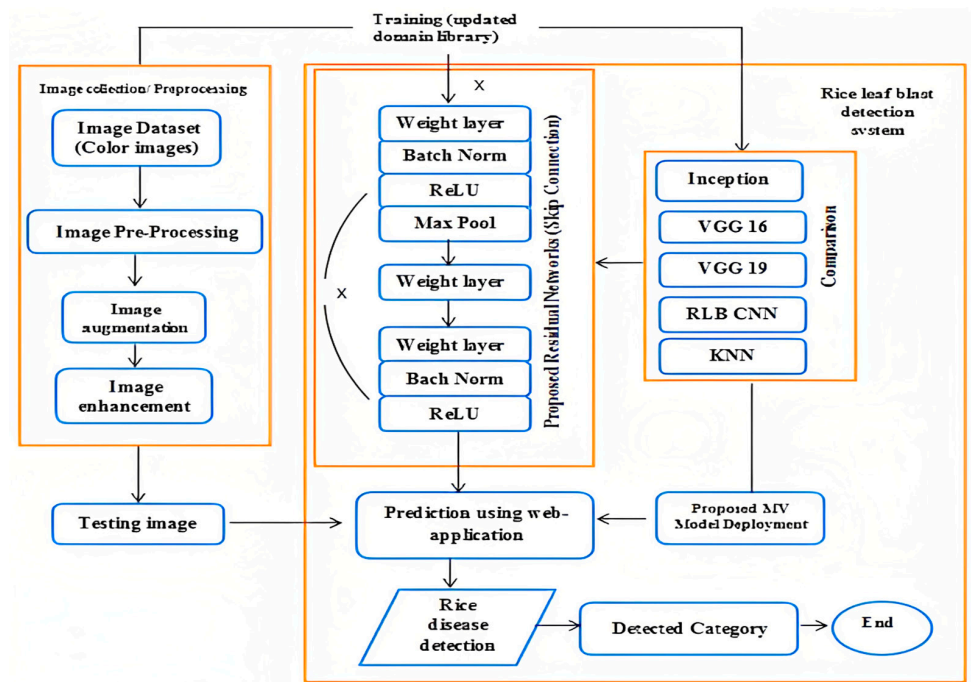 Training (updated
domain library)
Image collection/ Preprocessing
Image Dataset
(Color images)
Image Pre-Processing
Image
augmentation
Image
enhancement
Testing image
X
Weight layer
Batch Norm
ReLU
Max Pool
Weight layer
X
Weight layer
Bach Norm
ReLU
Proposed Residual Networks (Skip Connection)
Rice leaf blast
detection
system
Inception
VGG 16
VGG 19
RLB CNN
KNN
Comparison
Prediction using web-
application
Proposed MV
Model Deployment
Rice
disease
detection
Detected Category
End